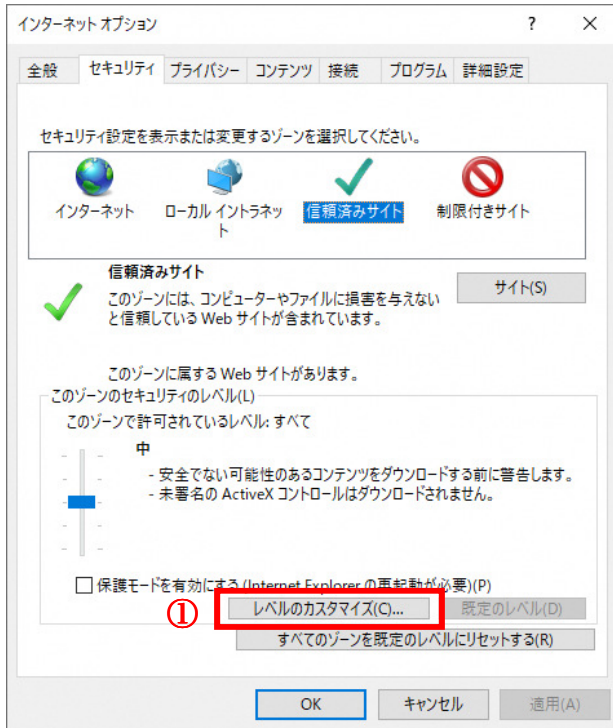 インターネット オプション ? ×
全般 セキュリティ プライバシー コンテンツ 接続 プログラム 詳細設定
セキュリティ設定を表示または変更するゾーンを選択してください。
インターネット ローカル イントラネッ 信頼済みサイト 制限付きサイト
ト
信頼済みサイト
サイト(S)
このゾーンには、コンピューターやファイルに損害を与えない
と信頼している Web サイトが含まれています。
このゾーンに属する Web サイトがあります。
このゾーンのセキュリティのレベル(L)
このゾーンで許可されているレベル: すべて
中
- 安全でない可能性のあるコンテンツをダウンロードする前に警告します。
- 未署名の ActiveX コントロールはダウンロードされません。
保護モードを有効にする (Internet Explorer の再起動が必要)(P)
① レベルのカスタマイズ(C)... 既定のレベル(D)
すべてのゾーンを既定のレベルにリセットする(R)
OK キャンセル 適用(A)